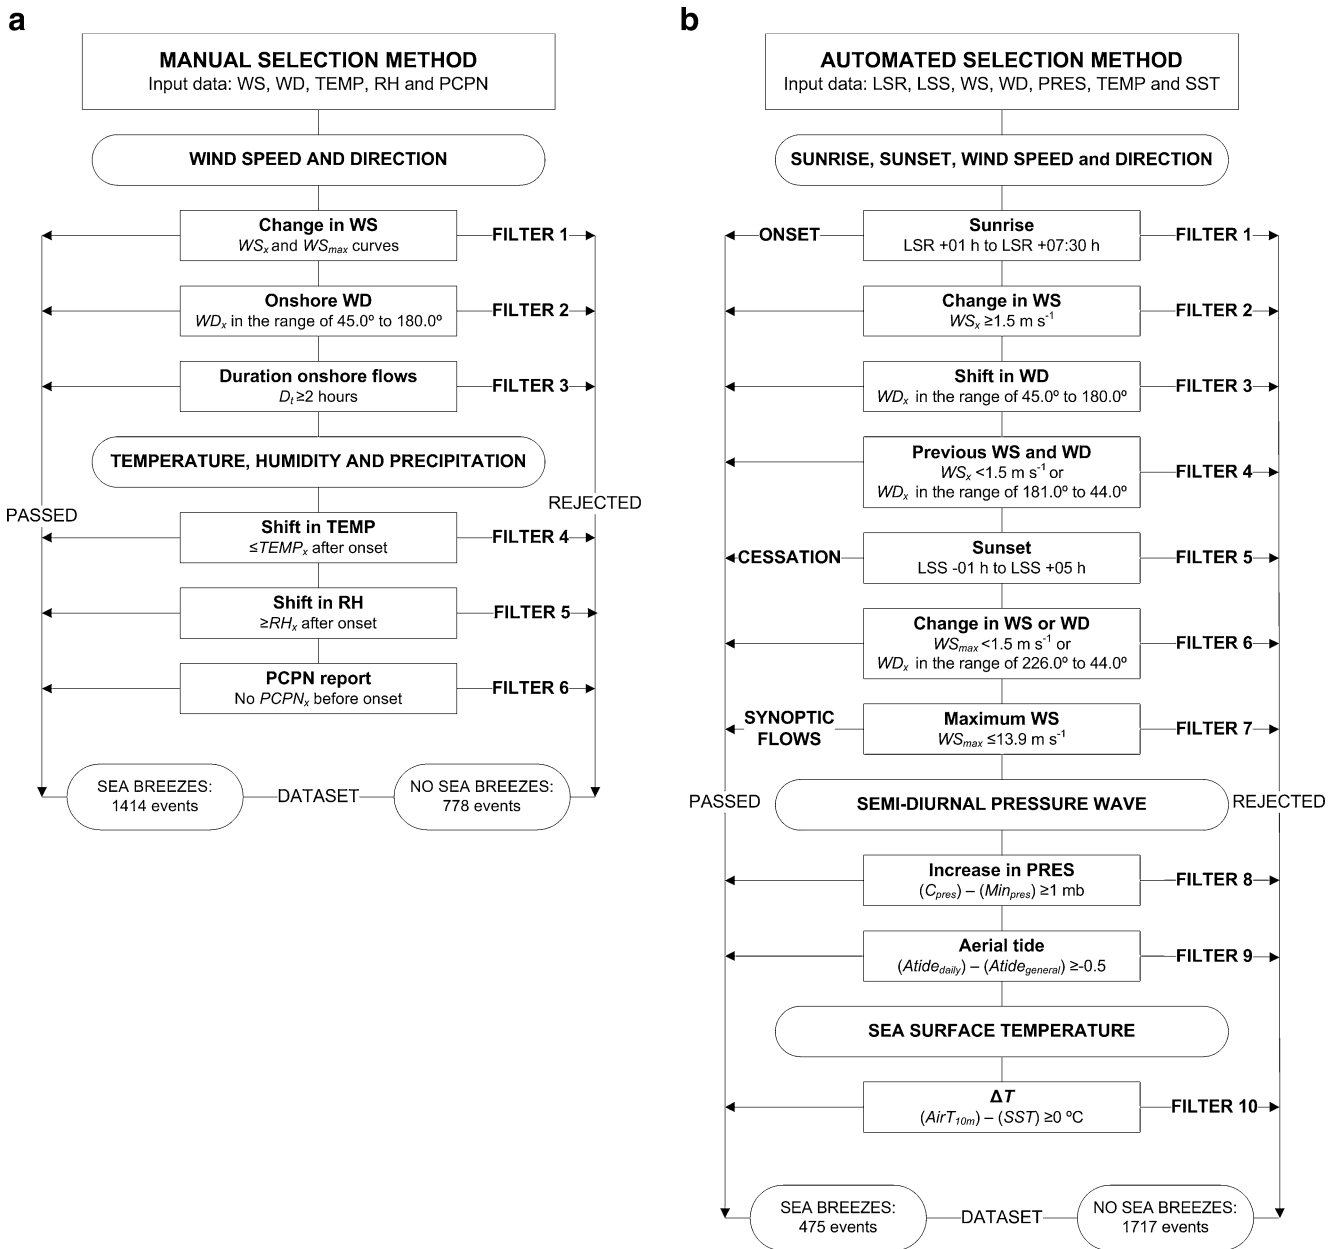 a
MANUAL SELECTION METHOD
Input data: WS, WD, TEMP, RH and PCPN
WIND SPEED AND DIRECTION
Change in WS
WSx and WSmax curves
FILTER 1
Onshore WD
WDx in the range of 45.0º to 180.0º
FILTER 2
Duration onshore flows
Dt ≥2 hours
FILTER 3
TEMPERATURE, HUMIDITY AND PRECIPITATION
PASSED
REJECTED
Shift in TEMP
≤TEMPx after onset
FILTER 4
Shift in RH
≥RHx after onset
FILTER 5
PCPN report
No PCPNx before onset
FILTER 6
SEA BREEZES:
1414 events
DATASET
NO SEA BREEZES:
778 events
b
AUTOMATED SELECTION METHOD
Input data: LSR, LSS, WS, WD, PRES, TEMP and SST
SUNRISE, SUNSET, WIND SPEED and DIRECTION
ONSET
Sunrise
LSR +01 h to LSR +07:30 h
FILTER 1
Change in WS
WSx ≥1.5 m s-1
FILTER 2
Shift in WD
WDx in the range of 45.0º to 180.0º
FILTER 3
Previous WS and WD
WSx <1.5 m s-1 or
WDx in the range of 181.0º to 44.0º
FILTER 4
CESSATION
Sunset
LSS -01 h to LSS +05 h
FILTER 5
Change in WS or WD
WSmax <1.5 m s-1 or
WDx in the range of 226.0º to 44.0º
FILTER 6
SYNOPTIC
FLOWS
Maximum WS
WSmax ≤13.9 m s-1
FILTER 7
PASSED
SEMI-DIURNAL PRESSURE WAVE
REJECTED
Increase in PRES
(Cpres) – (Minpres) ≥1 mb
FILTER 8
Aerial tide
(Atidedaily) – (Atidegeneral) ≥-0.5
FILTER 9
SEA SURFACE TEMPERATURE
ΔT
(AirT10m) – (SST) ≥0 ºC
FILTER 10
SEA BREEZES:
475 events
DATASET
NO SEA BREEZES:
1717 events